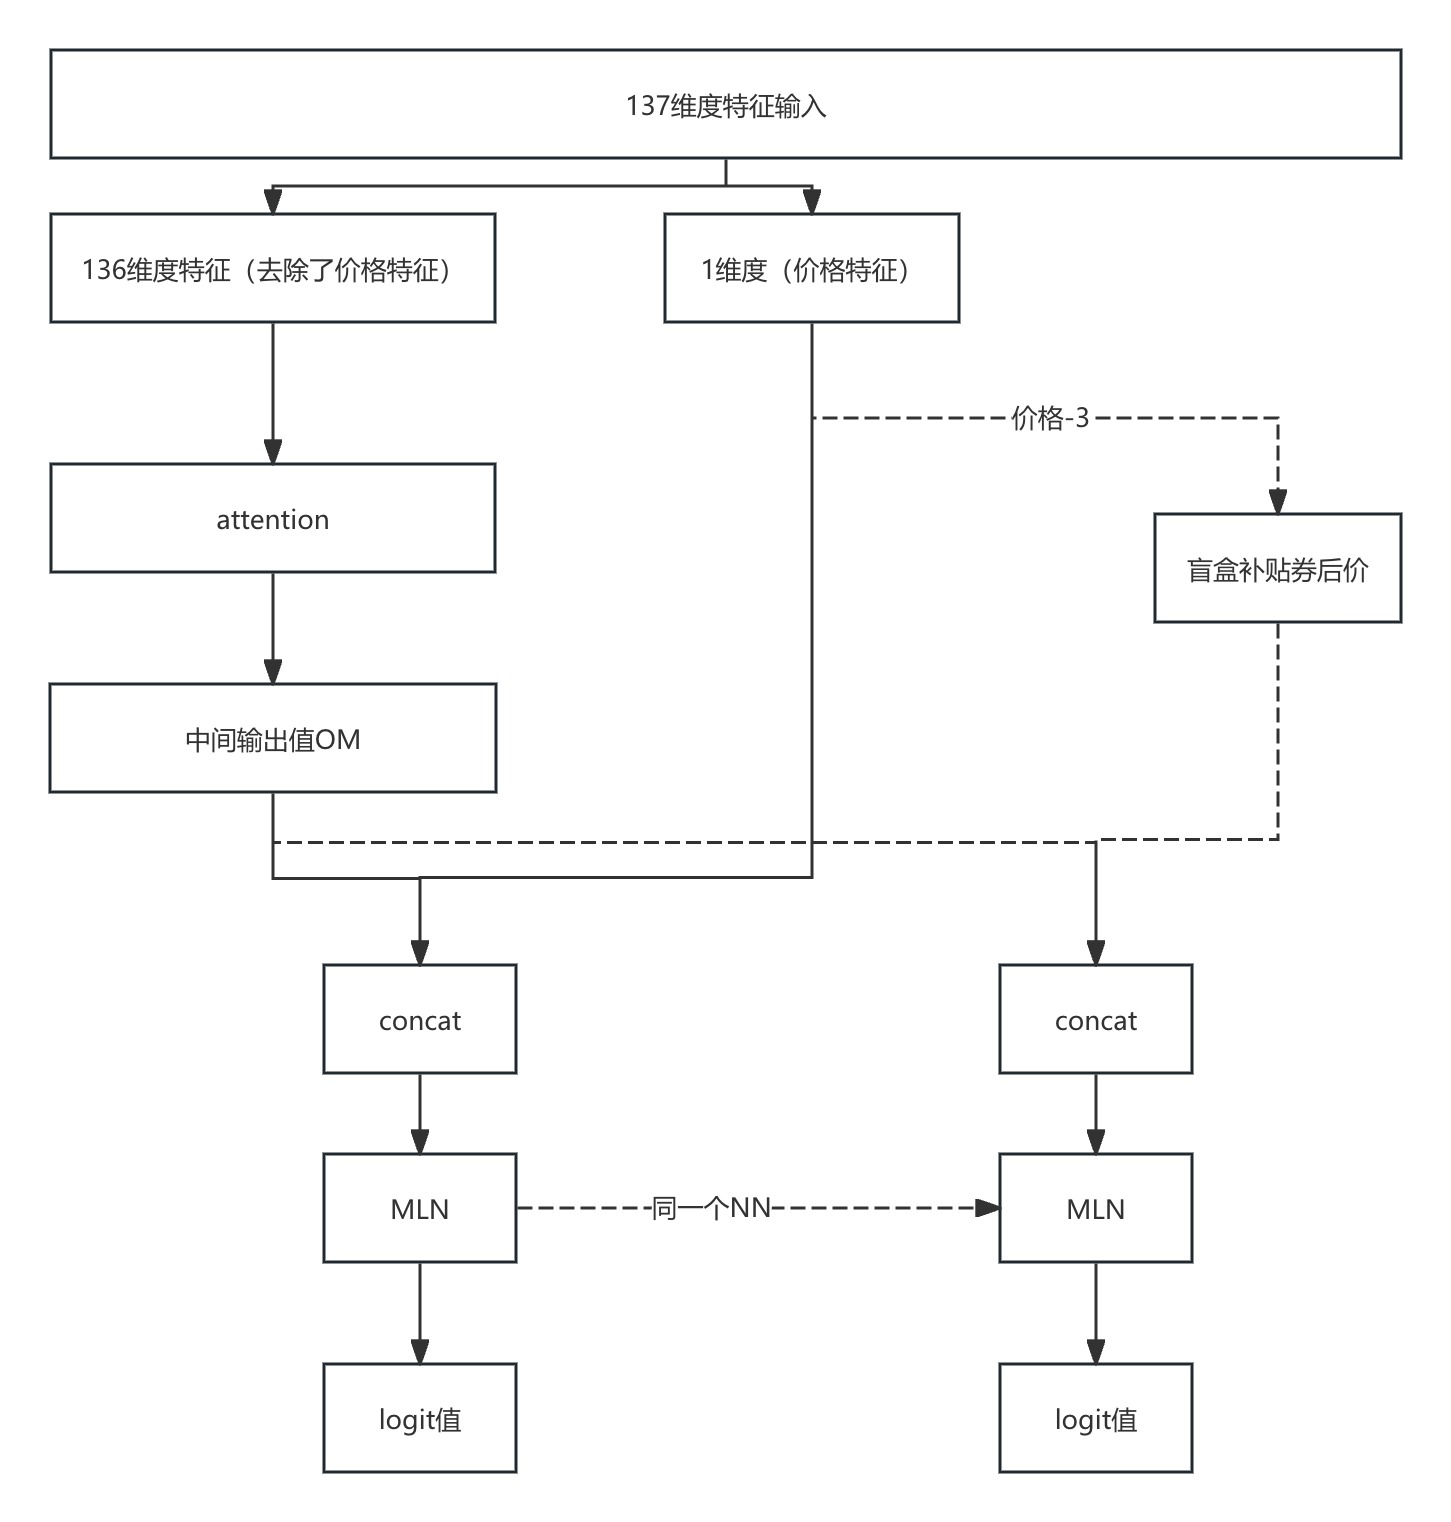 137维度特征输入
136维度特征（去除了价格特征）
1维度（价格特征）
价格-3
attention
盲盒补贴券后价
中间输出值OM
concat
concat
MLN
同一个NN
MLN
logit值
logit值